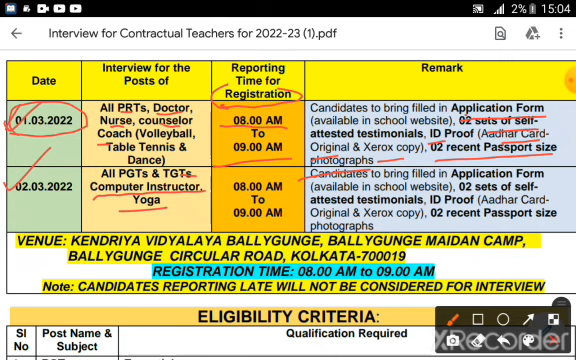 2% 15:04
Interview for Contractual Teachers for 2022-23 (1).pdf
Date
Interview for the
Posts of
Reporting
Time for
Registration
Remark
01.03.2022
All PRTs, Doctor,
Nurse, counselor
Coach (Volleyball,
Table Tennis &
Dance)
08.00 AM
To
09.00 AM
Candidates to bring filled in Application Form
(available in school website), 02 sets of self-
attested testimonials, ID Proof (Aadhar Card-
Original & Xerox copy), 02 recent Passport size
photographs
02.03.2022
All PGTs & TGTs
Computer Instructor,
Yoga
08.00 AM
To
09.00 AM
Candidates to bring filled in Application Form
(available in school website), 02 sets of self-
attested testimonials, ID Proof (Aadhar Card-
Original & Xerox copy), 02 recent Passport size
photographs
VENUE: KENDRIYA VIDYALAYA BALLYGUNGE, BALLYGUNGE MAIDAN CAMP,
BALLYGUNGE CIRCULAR ROAD, KOLKATA-700019
REGISTRATION TIME: 08.00 AM to 09.00 AM
Note: CANDIDATES REPORTING LATE WILL NOT BE CONSIDERED FOR INTERVIEW
ELIGIBILITY CRITERIA:
Sl
No
Post Name &
Subject
Qualification Required